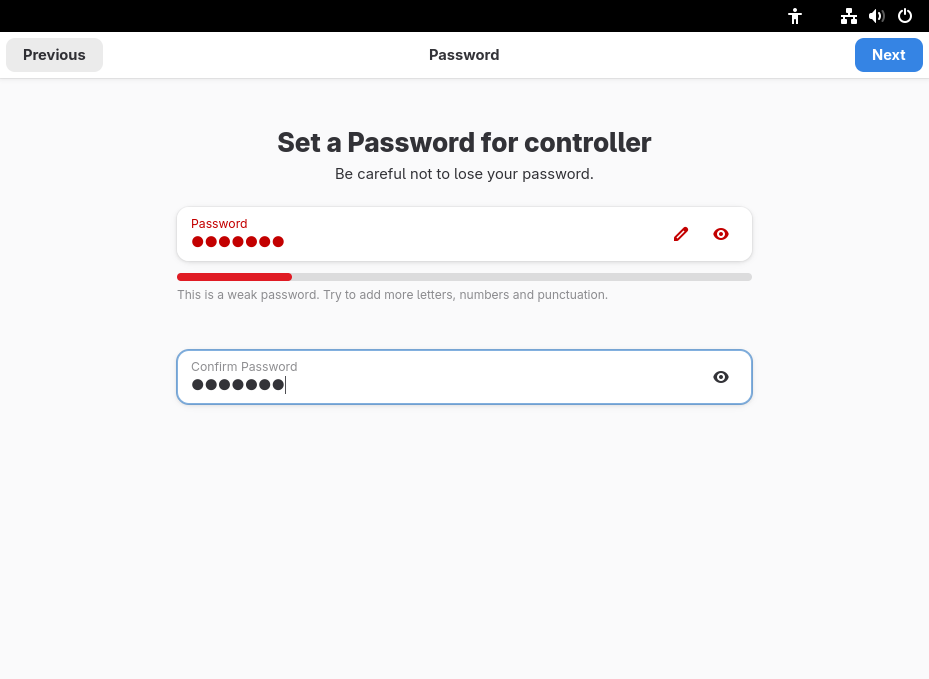 Previous
Password
Next
Set a Password for controller
Be careful not to lose your password.
Password
●●●●●●●
This is a weak password. Try to add more letters, numbers and punctuation.
Confirm Password
●●●●●●●